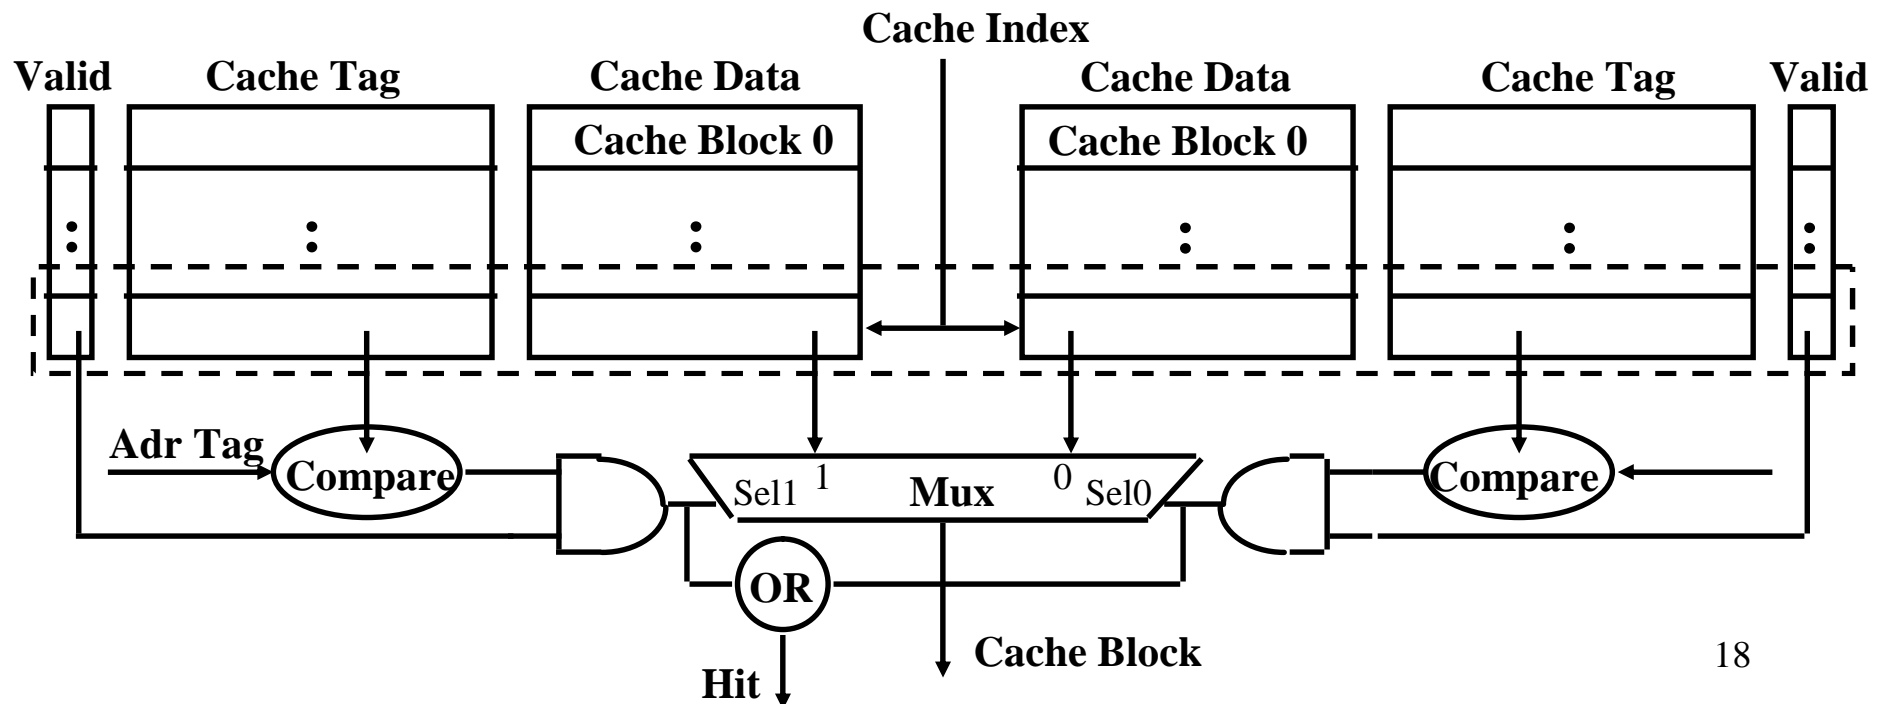 Cache Index
Valid Cache Tag Cache Data Cache Data Cache Tag Valid
Cache Block 0 Cache Block 0
Adr Tag
Compare Sel1 1 Mux 0 Sel0 Compare
OR
Cache Block 18
Hit